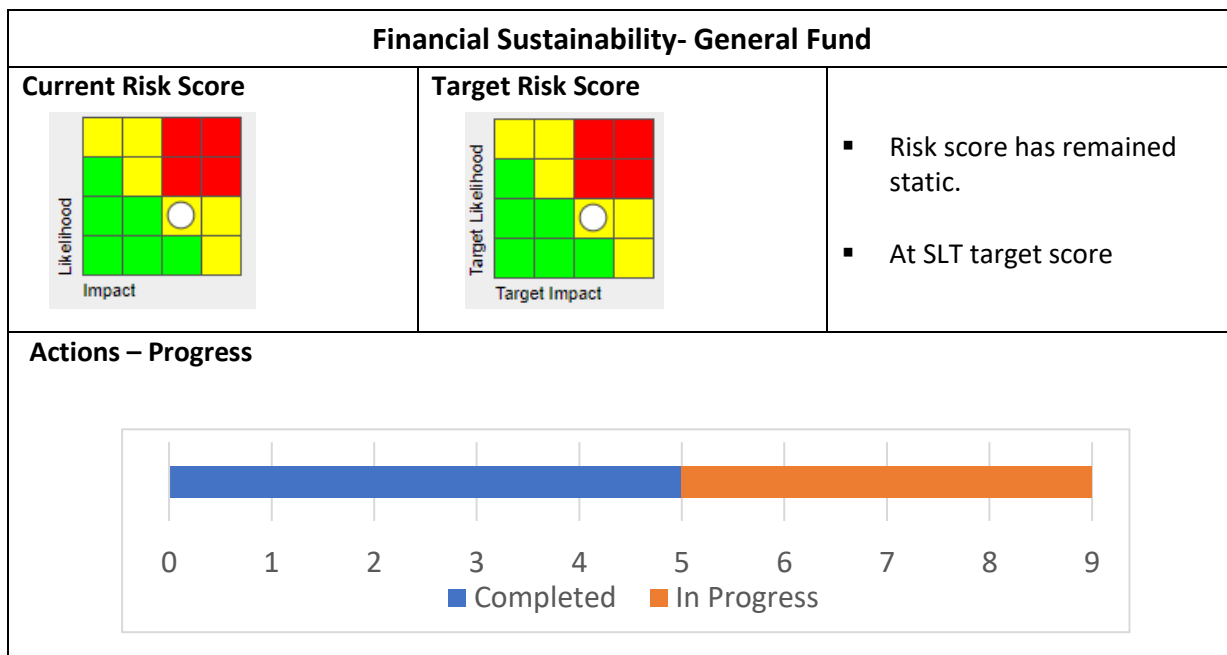 Financial Sustainability- General Fund
Current Risk Score
Likelihood
Impact
Target Risk Score
Target Likelihood
Target Impact
▪ Risk score has remained
static.
▪ At SLT target score
Actions – Progress
0 1 2 3 4 5 6 7 8 9
Completed In Progress